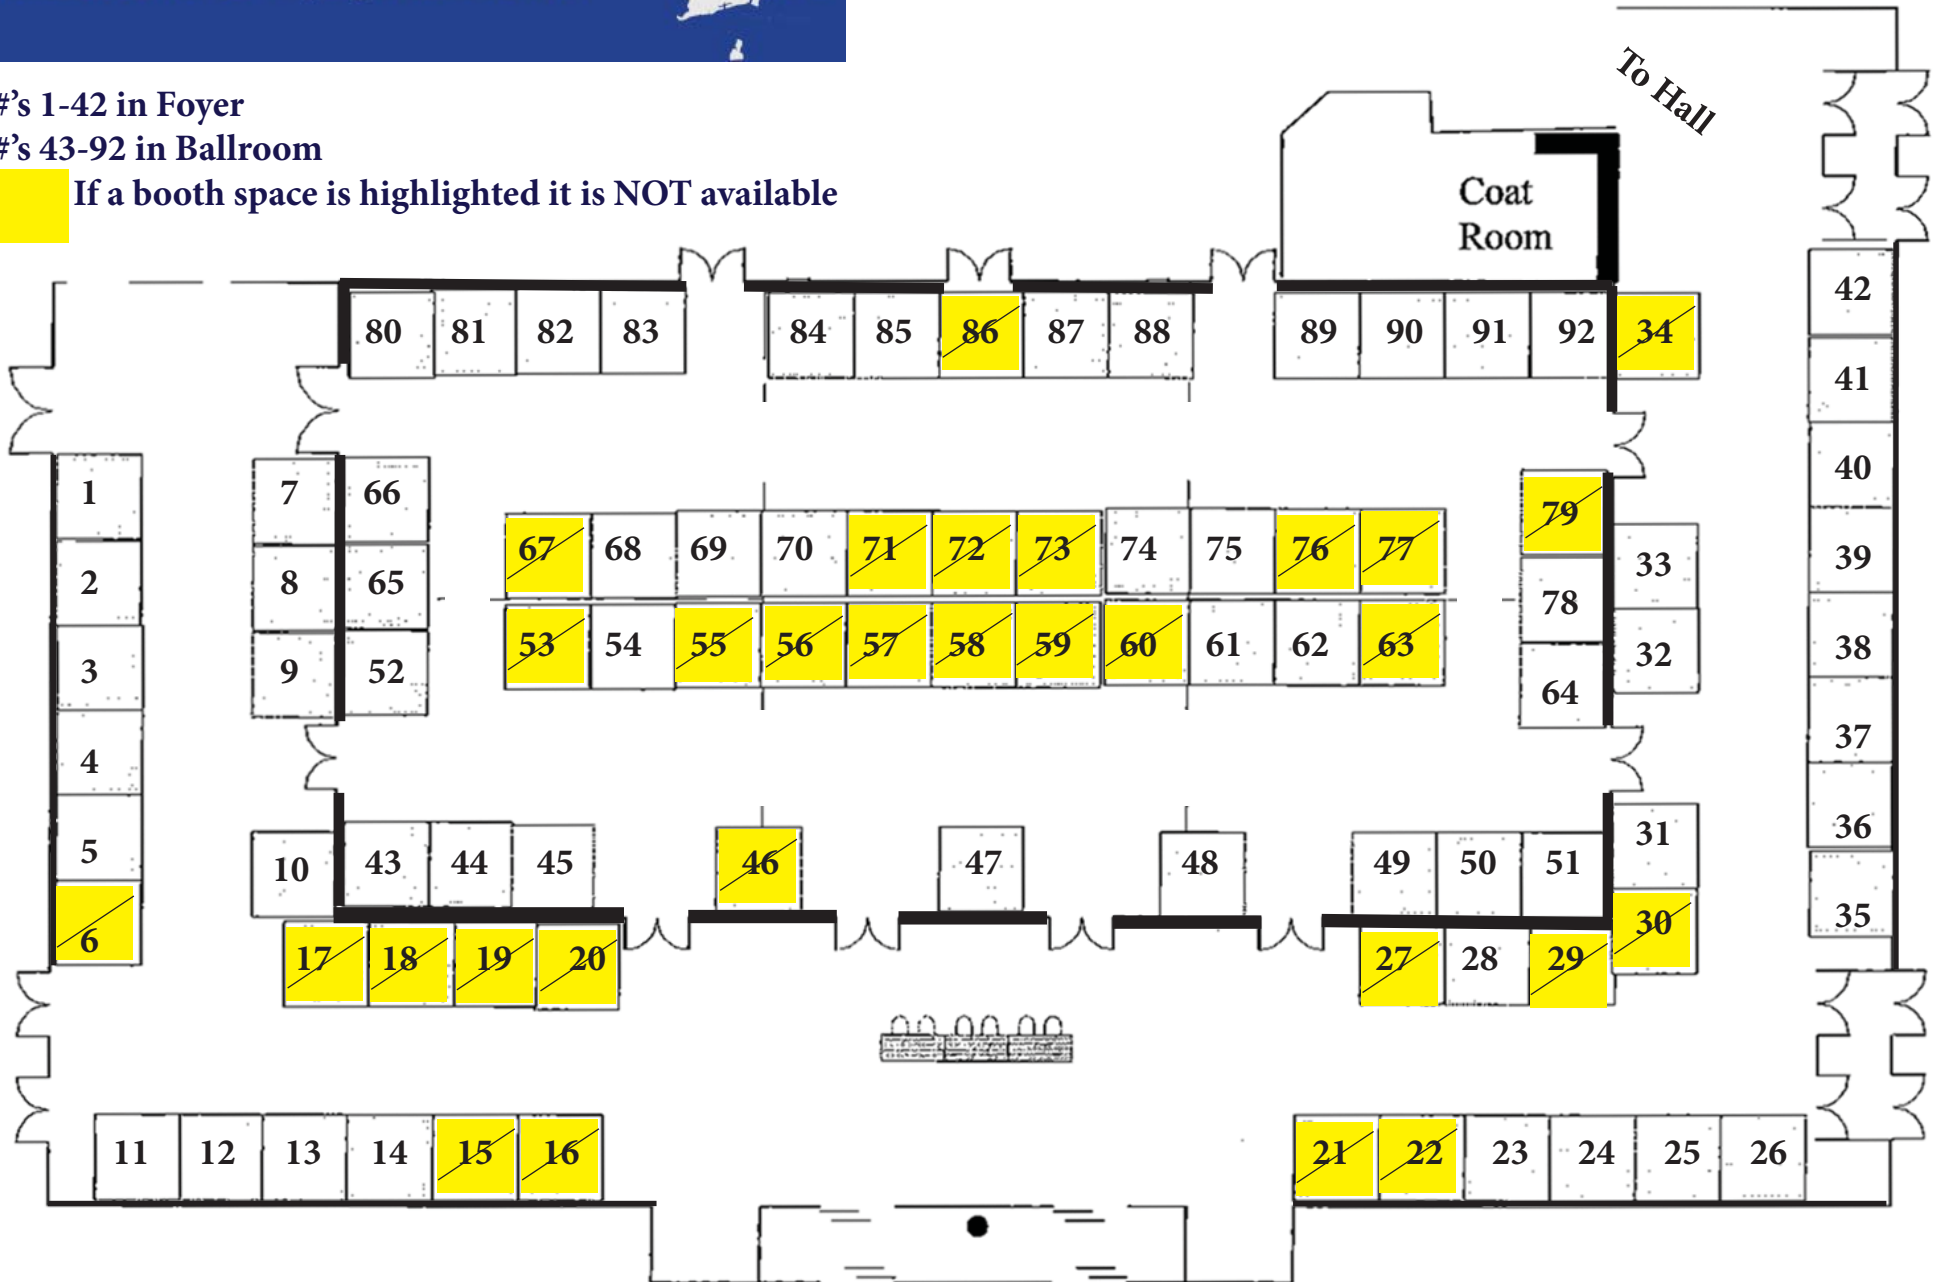 #'s 1-42 in Foyer
#'s 43-92 in Ballroom
If a booth space is highlighted it is NOT available
To Hall
Coat
Room
80 81 82 83 84 85 86 87 88 89 90 91 92 34
42
41
40
39
38
37
36
35
1
2
3
4
5
6
7
8
9
10
66
65
52
67 68 69 70 71 72 73 74 75 76 77
53 54 55 56 57 58 59 60 61 62 63
79
78
64
33
32
31
30
43 44 45 46 47 48 49 50 51
17 18 19 20 27 28 29
11 12 13 14 15 16 21 22 23 24 25 26